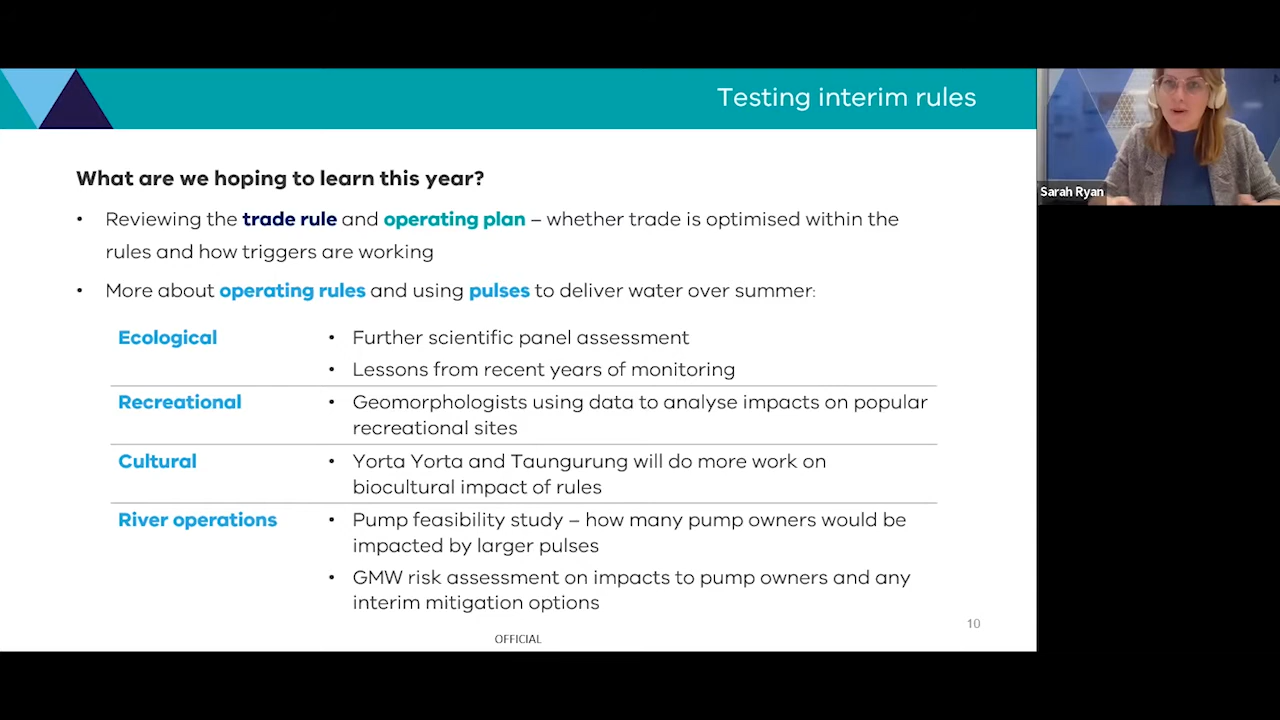 Testing interim rules
Sarah Ryan
What are we hoping to learn this year?
• Reviewing the trade rule and operating plan – whether trade is optimised within the
rules and how triggers are working
• More about operating rules and using pulses to deliver water over summer:
Ecological
• Further scientific panel assessment
• Lessons from recent years of monitoring
Recreational
• Geomorphologists using data to analyse impacts on popular
recreational sites
Cultural
• Yorta Yorta and Taungurung will do more work on
biocultural impact of rules
River operations
• Pump feasibility study – how many pump owners would be
impacted by larger pulses
• GMW risk assessment on impacts to pump owners and any
interim mitigation options
10
OFFICIAL